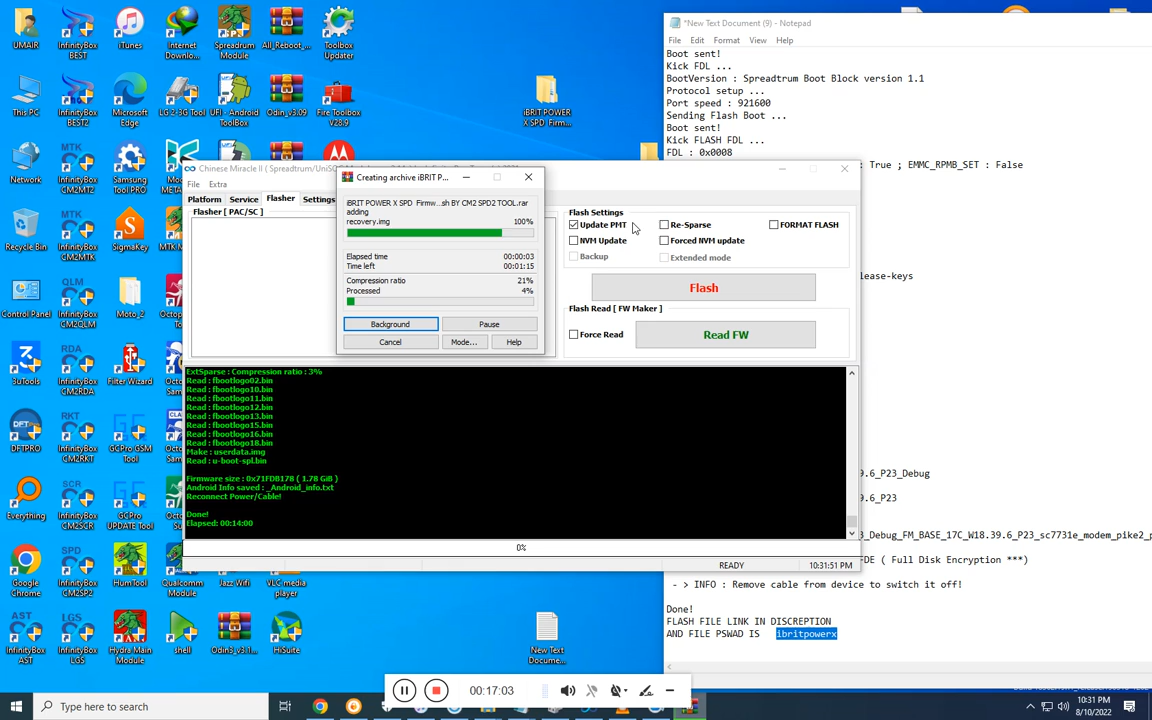 UMAIR
InfinityBox BEST
iTunes
Internet Downlo...
Spreadrum Module
All_Reboot_...
Toolbox Updater
This PC
InfinityBox BEST2
Microsoft Edge
LG 2-3G Tool
UFI - Android ToolBox
Odin_v3.09
Fire Toolbox V28.9
iBRIT POWER X SPD Firm...
Network
InfinityBox CM2MT2
Samsung Tool PRO
Recycle Bin
InfinityBox CM2MTK
SigmaKey
Control Panel
InfinityBox CM2QLM
Moto_2
3uTools
InfinityBox CM2RDA
Filter Wizard
DFTPRO
InfinityBox CM2RKT
GCPro GSM Tool
Everything
InfinityBox CM2SCR
GCPro UPDATE Tool
Google Chrome
InfinityBox CM2SP2
HumTool
Qualcomm Module
Jazz Wifi
VLC media player
InfinityBox AST
InfinityBox LGS
Hydra Main Module
shell
Odin3_v3.1...
HiSuite
New Text Docume...
*New Text Document (9) - Notepad
File Edit Format View Help
Boot sent!
Kick FDL ...
BootVersion : Spreadtrum Boot Block version 1.1
Protocol setup ...
Port speed : 921600
Sending Flash Boot ...
Boot sent!
Kick FLASH FDL ...
FDL : 0x0008
True ; EMMC_RPMB_SET : False
lease-keys
9.6_P23_Debug
8.6_P23
3_Debug_FM_BASE_17C_W18.39.6_P23_sc7731e_modem_pike2_p
FDE ( Full Disk Encryption ***)
- > INFO : Remove cable from device to switch it off!
Done!
FLASH FILE LINK IN DISCREPTION
AND FILE PSWAD IS ibritpowerx
Chinese Miracle II ( Spreadtrum/UniSO
File Extra
Platform Service Flasher Settings
Flasher [ PAC/SC ]
Flash Settings
Update PMT
Re-Sparse
FORMAT FLASH
NVM Update
Forced NVM update
Backup
Extended mode
Flash
Flash Read [ FW Maker ]
Force Read
Read FW
Creating archive iBRIT P...
iBRIT POWER X SPD Firmw...sh BY CM2 SPD2 TOOL.rar
adding
recovery.img 100%
Elapsed time 00:00:03
Time left 00:01:15
Compression ratio 21%
Processed 4%
Background
Pause
Cancel
Mode...
Help
ExtSparse : Compression ratio : 3%
Read : fbootlogo02.bin
Read : fbootlogo10.bin
Read : fbootlogo11.bin
Read : fbootlogo12.bin
Read : fbootlogo13.bin
Read : fbootlogo15.bin
Read : fbootlogo16.bin
Read : fbootlogo18.bin
Make : userdata.img
Read : u-boot-spl.bin
Firmware size : 0x71FDB178 ( 1.78 GiB )
Android Info saved : _Android_info.txt
Reconnect Power/Cable!
Done!
Elapsed: 00:14:00
0%
READY
10:31:51 PM
00:17:03
Type here to search
10:31 PM
8/10/2022